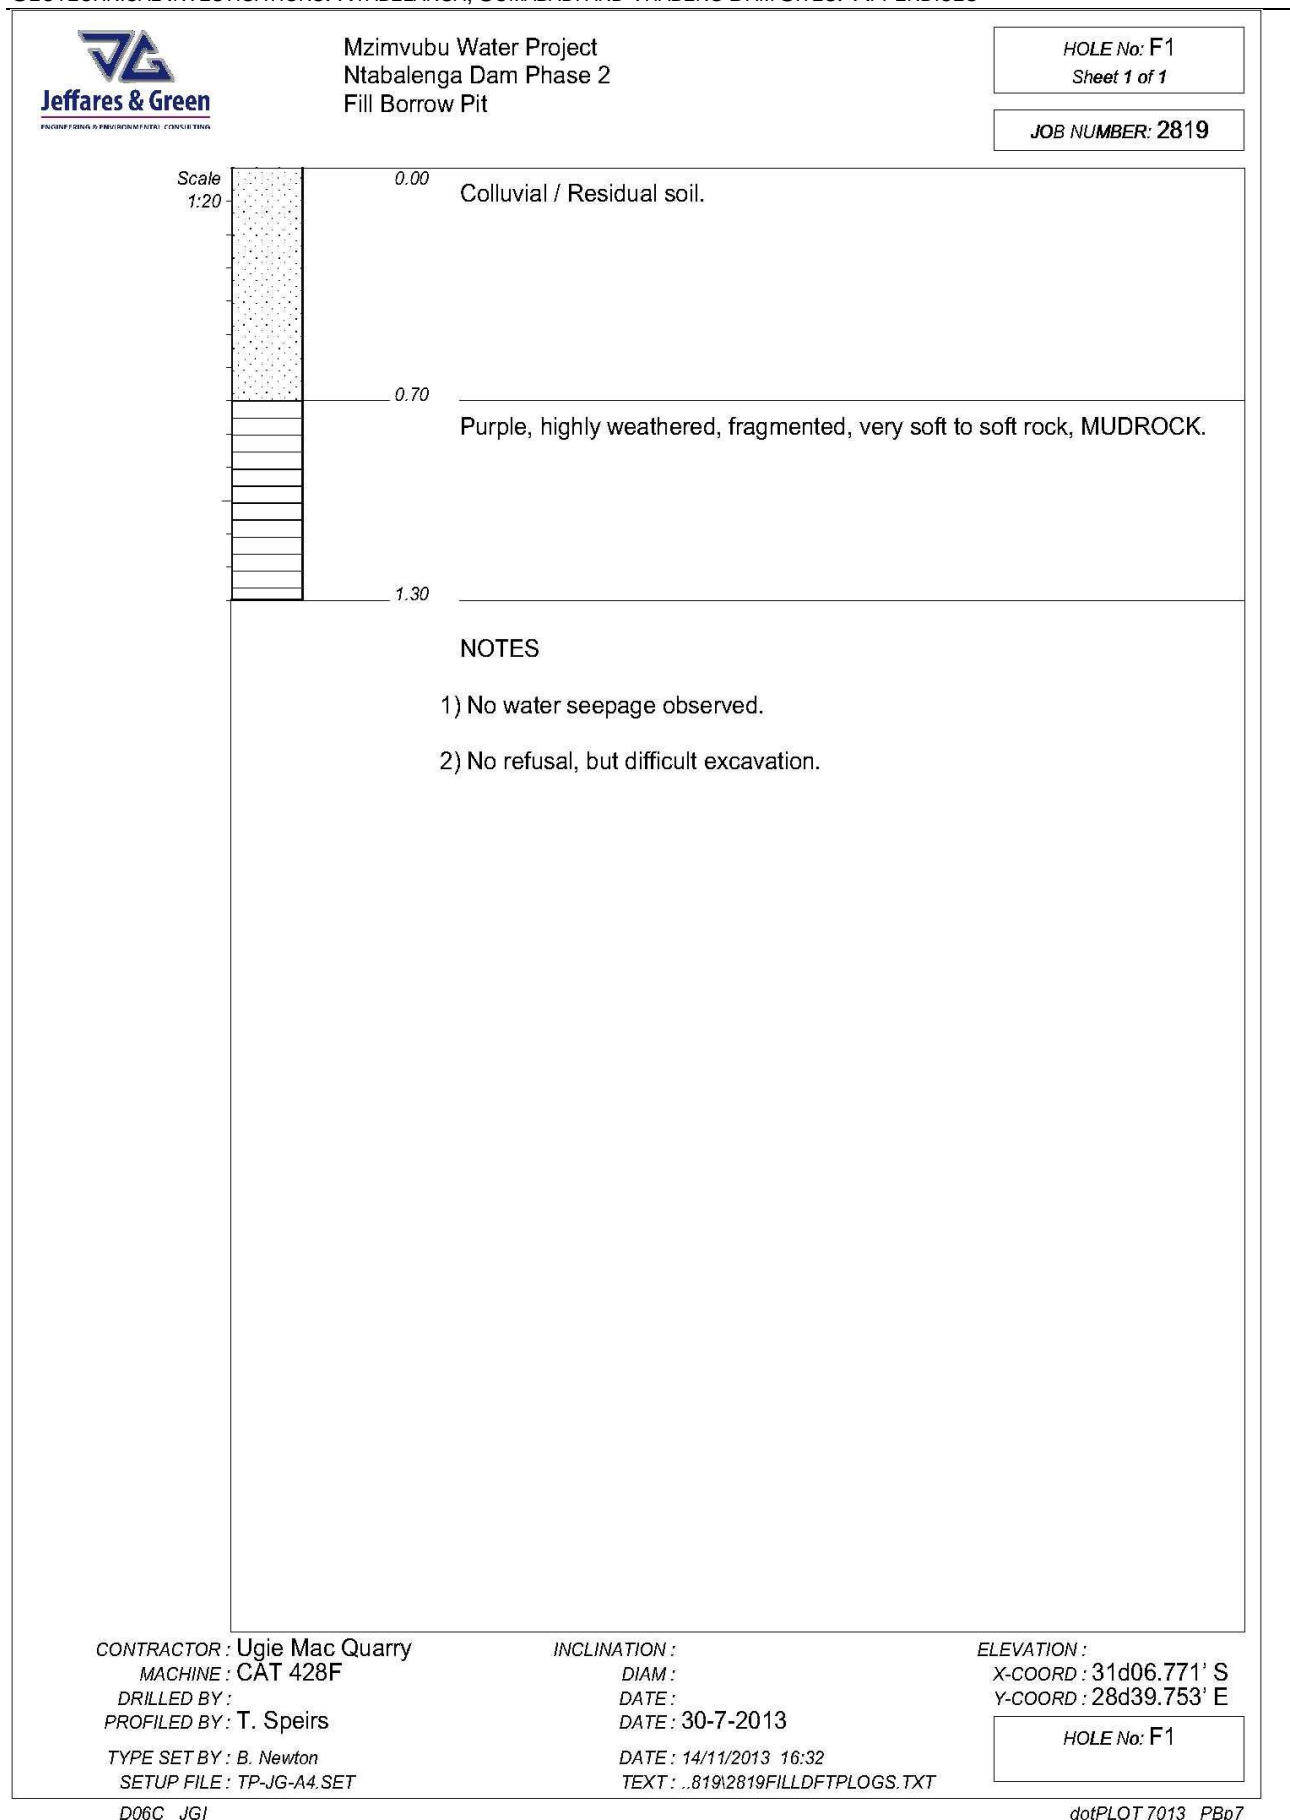 Jeffares & Green
ENGINEERING & ENVIRONMENTAL CONSULTING
Mzimvubu Water Project
Ntabalenga Dam Phase 2
Fill Borrow Pit
HOLE No: F1
Sheet 1 of 1
JOB NUMBER: 2819
Scale
1:20
0.00
Colluvial / Residual soil.
0.70
Purple, highly weathered, fragmented, very soft to soft rock, MUDROCK.
1.30
NOTES
1) No water seepage observed.
2) No refusal, but difficult excavation.
CONTRACTOR : Ugie Mac Quarry
MACHINE : CAT 428F
DRILLED BY :
PROFILED BY : T. Speirs
TYPE SET BY : B. Newton
SETUP FILE : TP-JG-A4.SET
INCLINATION :
DIAM :
DATE :
DATE : 30-7-2013
DATE : 14/11/2013 16:32
TEXT : ..819\2819FILLDFTPLOGS.TXT
ELEVATION :
X-COORD : 31d06.771' S
Y-COORD : 28d39.753' E
HOLE No: F1
D06C JGI
dotPLOT 7013 PBp7